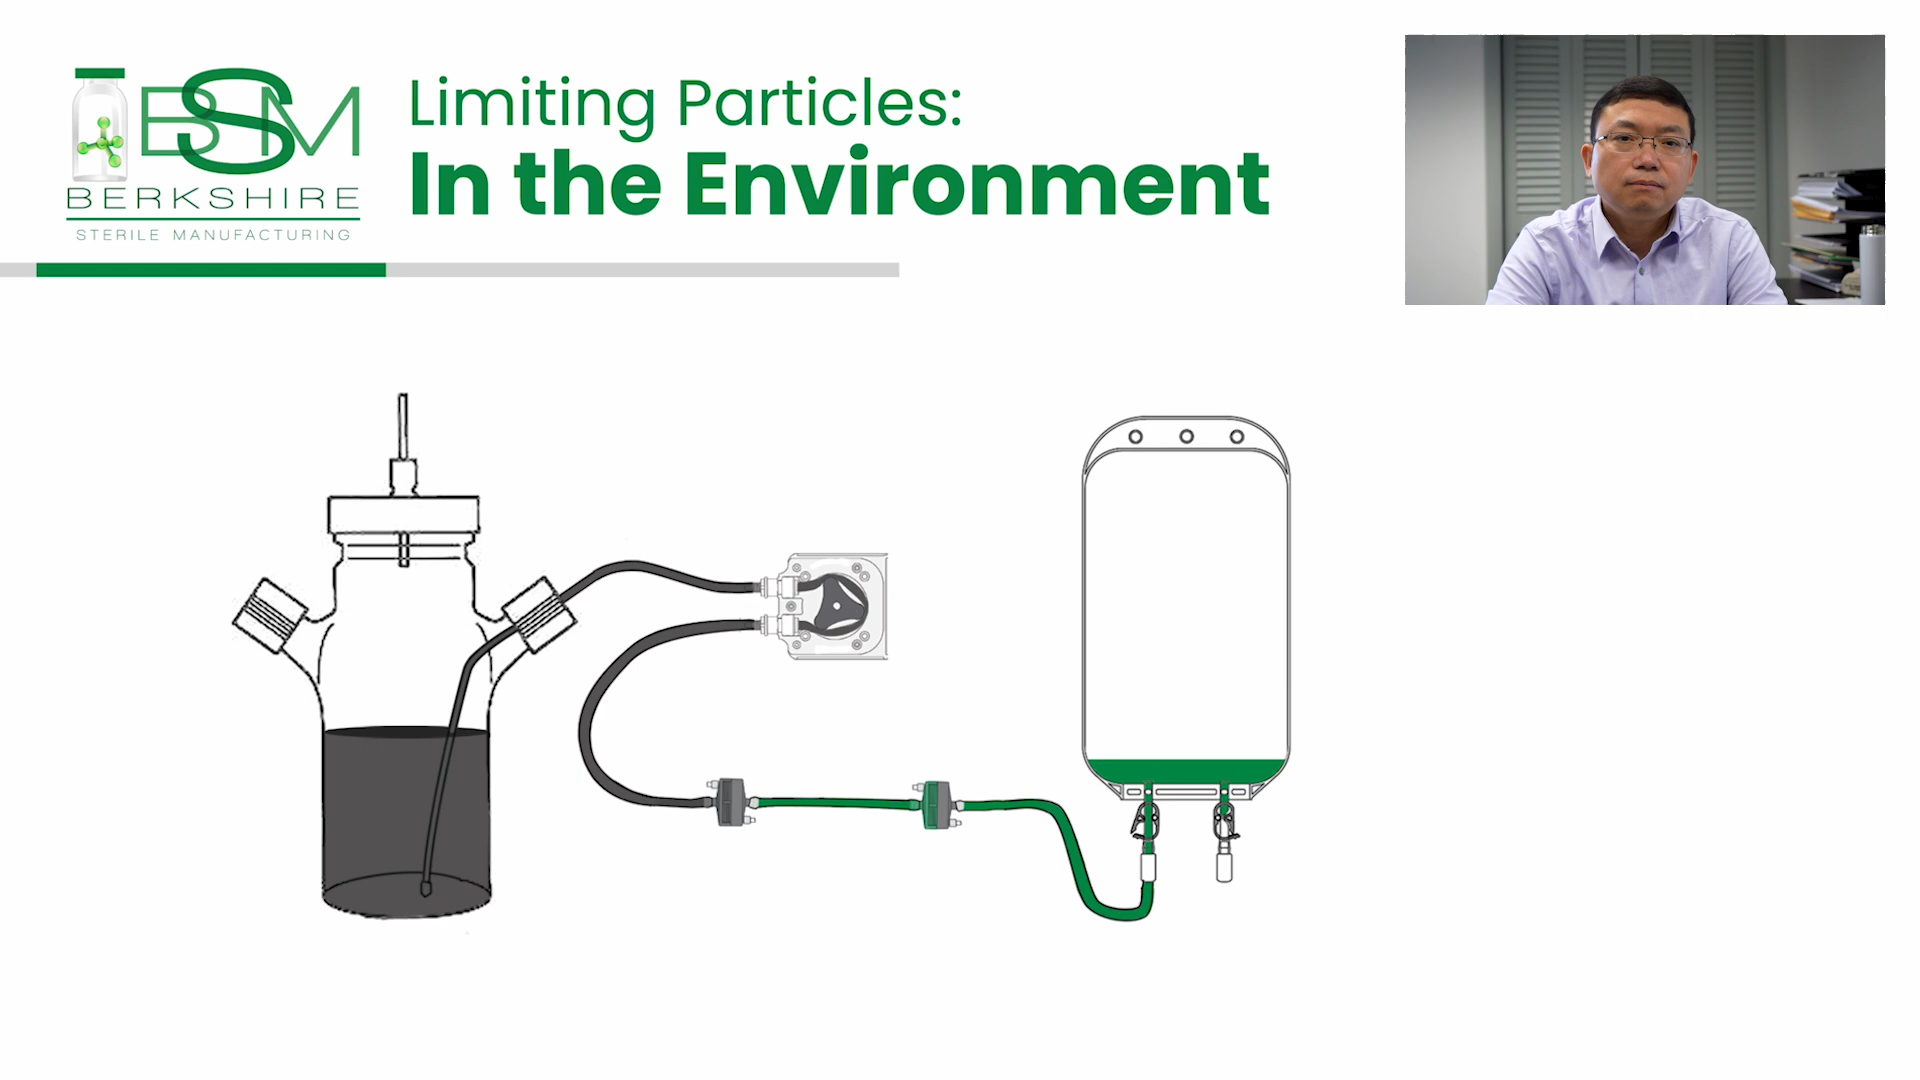 BSM
BERKSHIRE
STERILE MANUFACTURING
Limiting Particles:
In the Environment